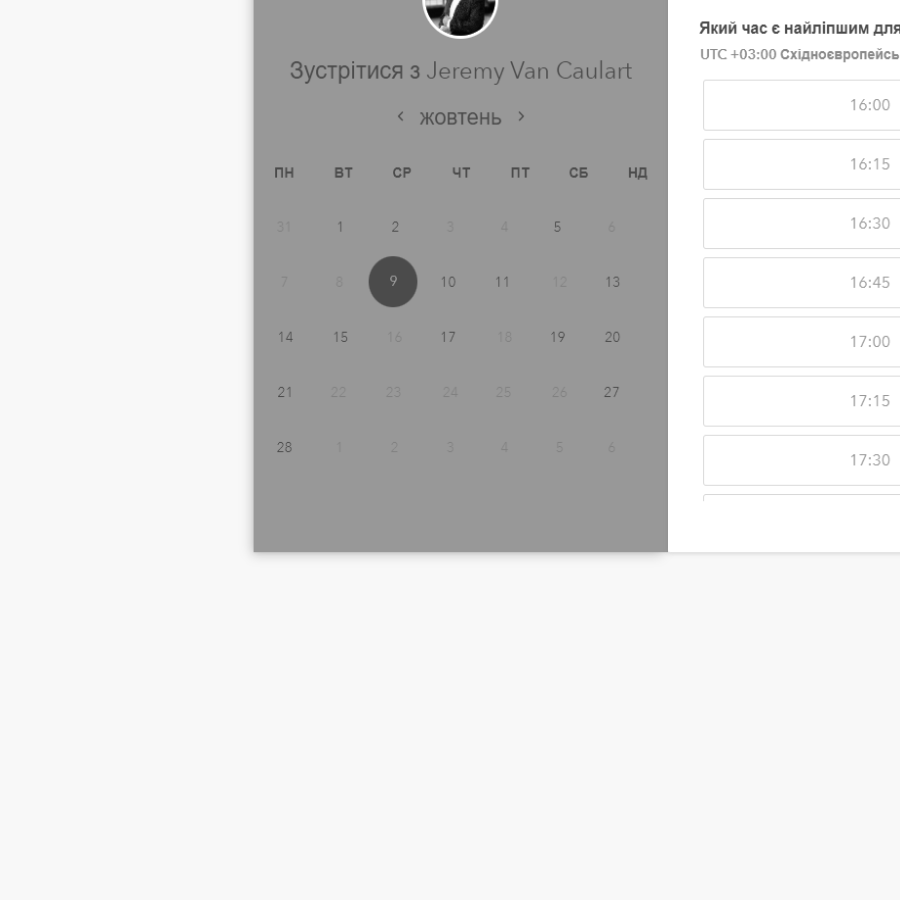 Зустрітися з Jeremy Van Caulart
‹ жовтень ›
ПН ВТ СР ЧТ ПТ СБ НД
31 1 2 3 4 5 6
7 8 9 10 11 12 13
14 15 16 17 18 19 20
21 22 23 24 25 26 27
28 1 2 3 4 5 6
Який час є найліпшим для
UTC +03:00 Східноєвропейсь
16:00
16:15
16:30
16:45
17:00
17:15
17:30